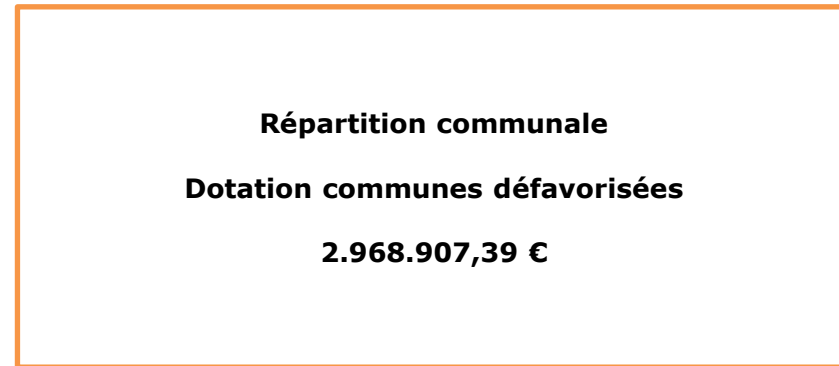 Répartition communale
Dotation communes défavorisées
2.968.907,39 €